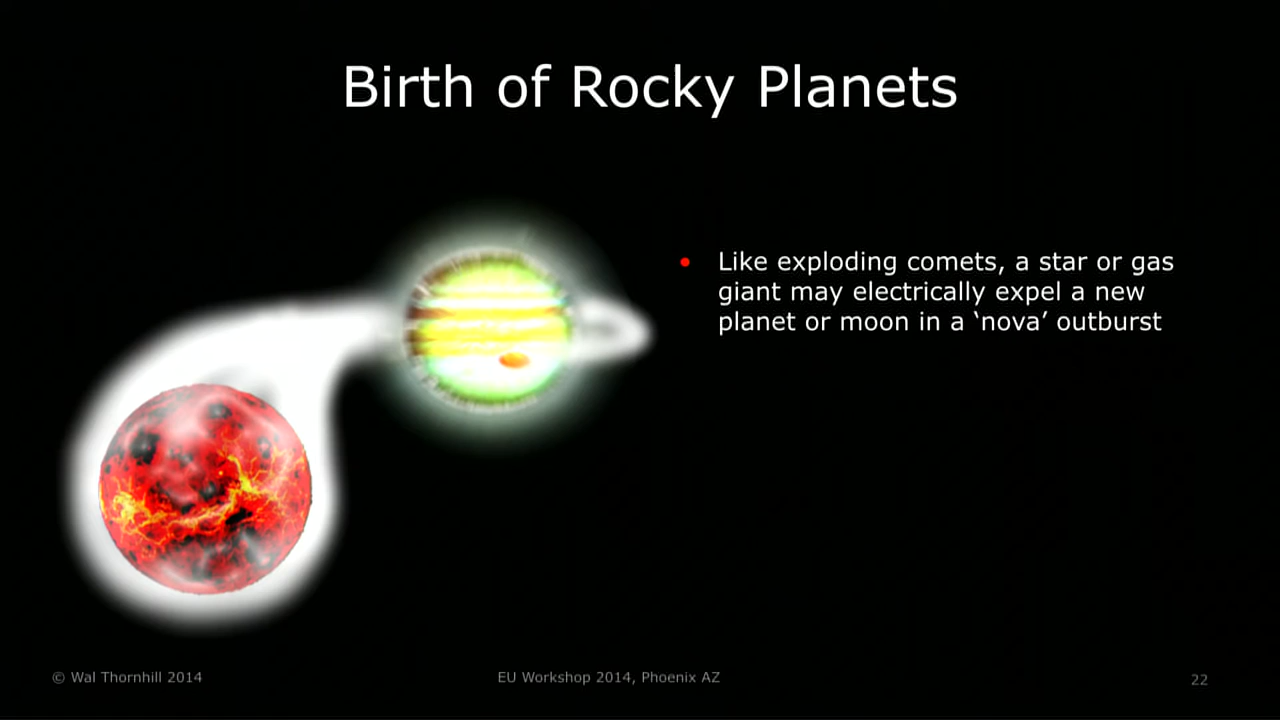 Birth of Rocky Planets
• Like exploding comets, a star or gas
giant may electrically expel a new
planet or moon in a ‘nova’ outburst
© Wal Thornhill 2014
EU Workshop 2014, Phoenix AZ
22